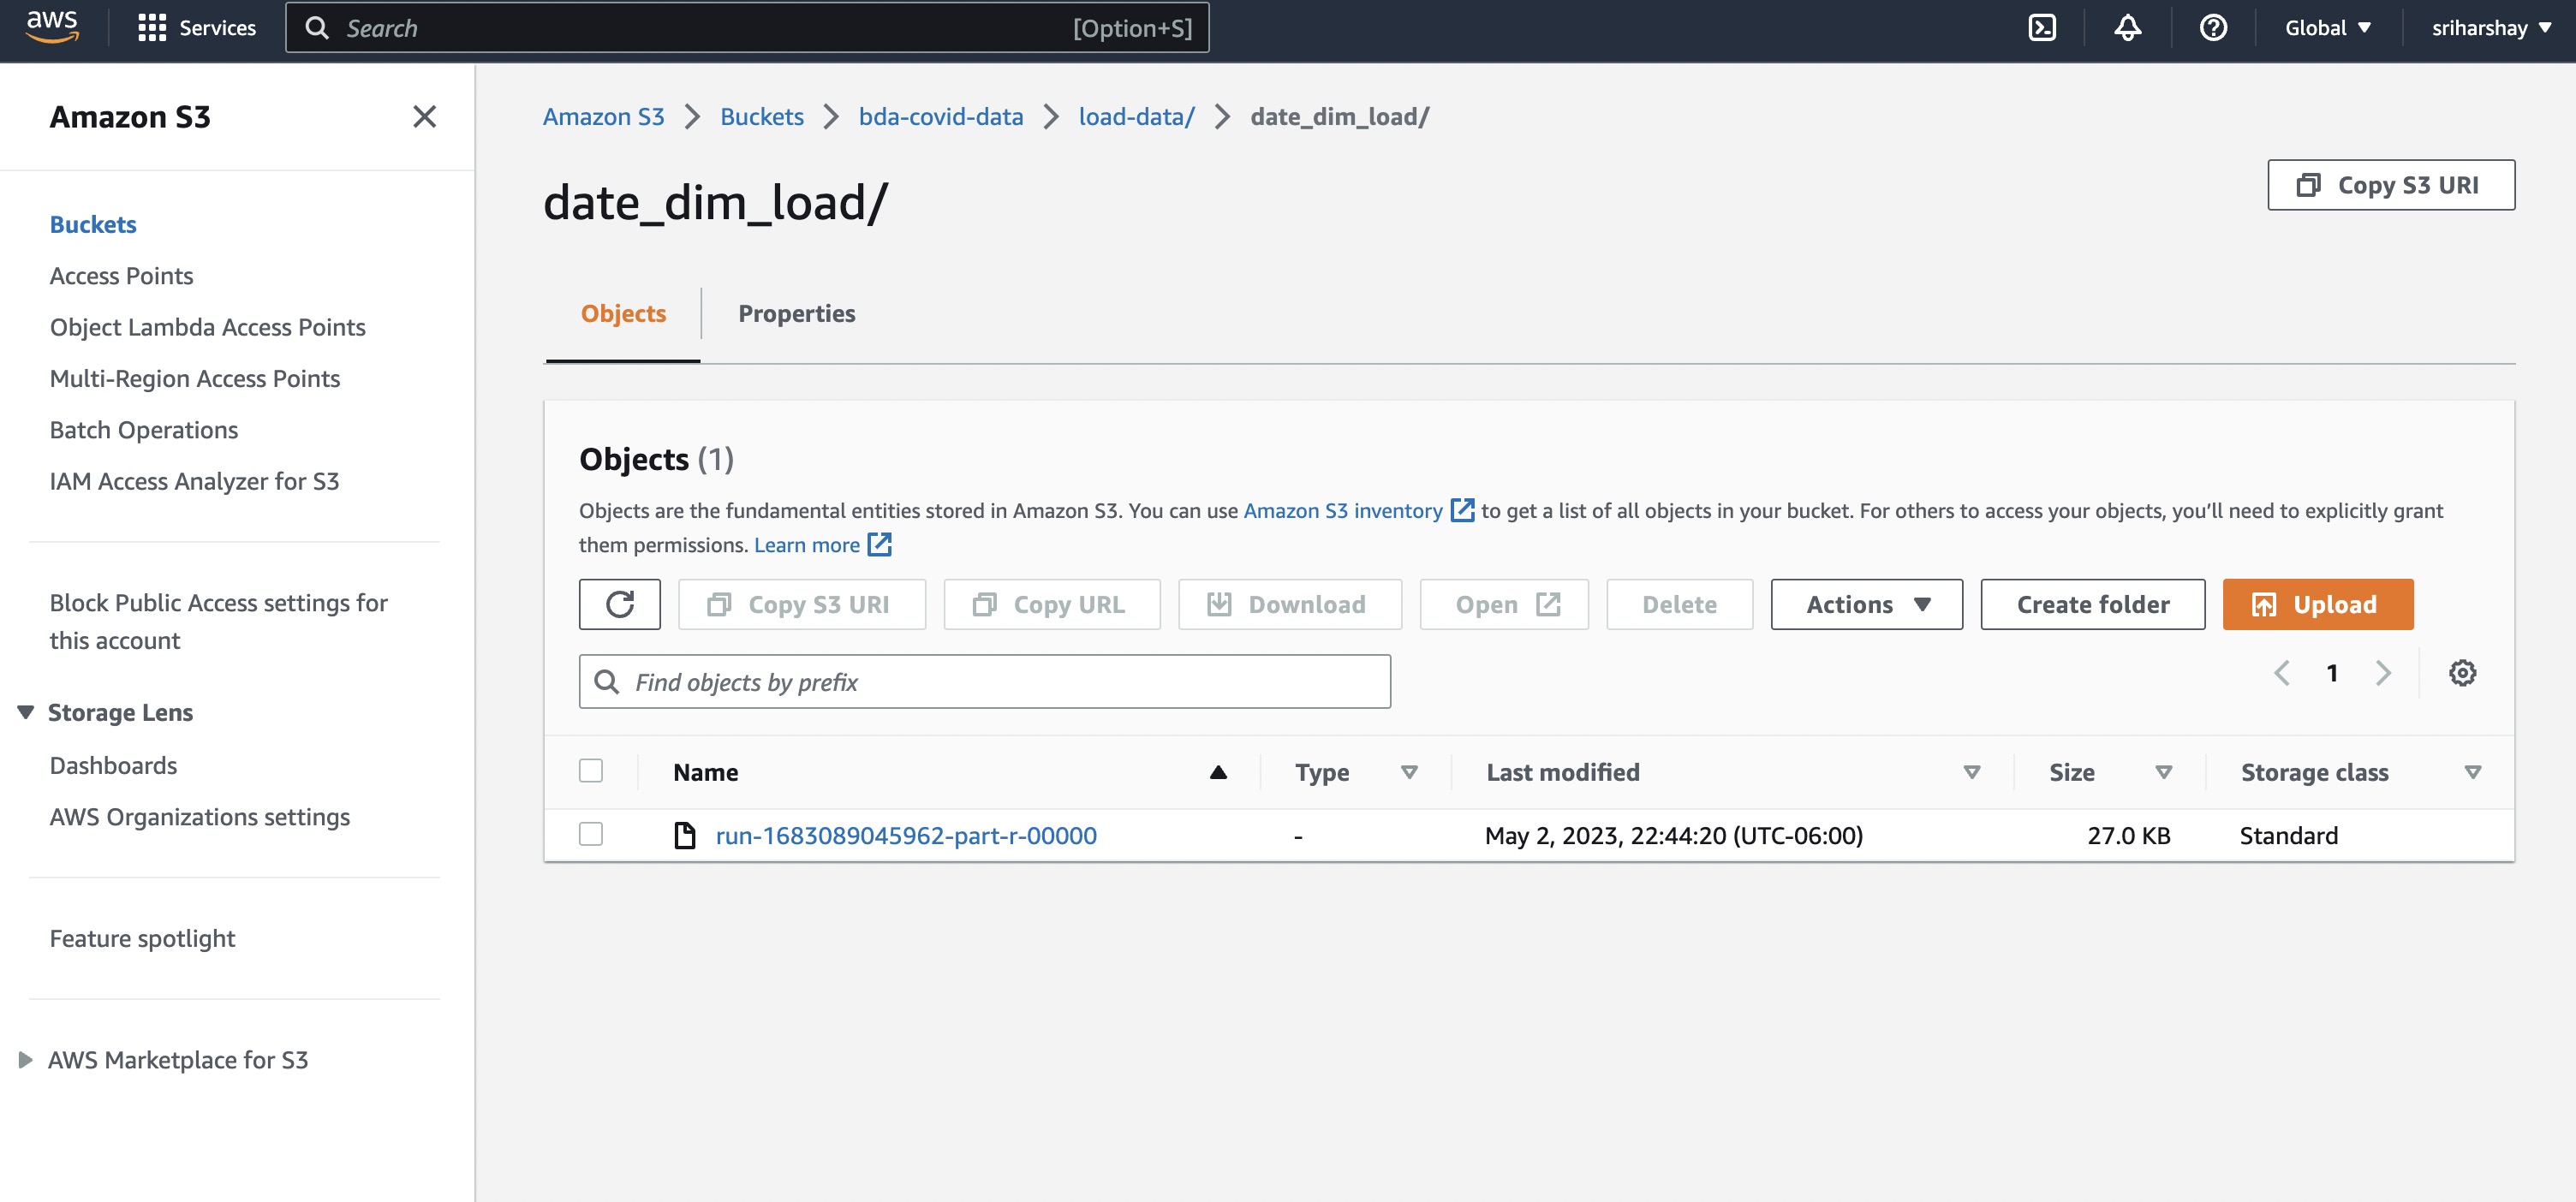 aws
Services
Search
[Option+S]
Global
sriharshay
Amazon S3
Buckets
Access Points
Object Lambda Access Points
Multi-Region Access Points
Batch Operations
IAM Access Analyzer for S3
Block Public Access settings for
this account
Storage Lens
Dashboards
AWS Organizations settings
Feature spotlight
AWS Marketplace for S3
Amazon S3
Buckets
bda-covid-data
load-data/
date_dim_load/
date_dim_load/
Copy S3 URI
Objects
Properties
Objects (1)
Objects are the fundamental entities stored in Amazon S3. You can use Amazon S3 inventory to get a list of all objects in your bucket. For others to access your objects, you’ll need to explicitly grant
them permissions. Learn more
Copy S3 URI
Copy URL
Download
Open
Delete
Actions
Create folder
Upload
Find objects by prefix
1
Name
Type
Last modified
Size
Storage class
run-1683089045962-part-r-00000
-
May 2, 2023, 22:44:20 (UTC-06:00)
27.0 KB
Standard